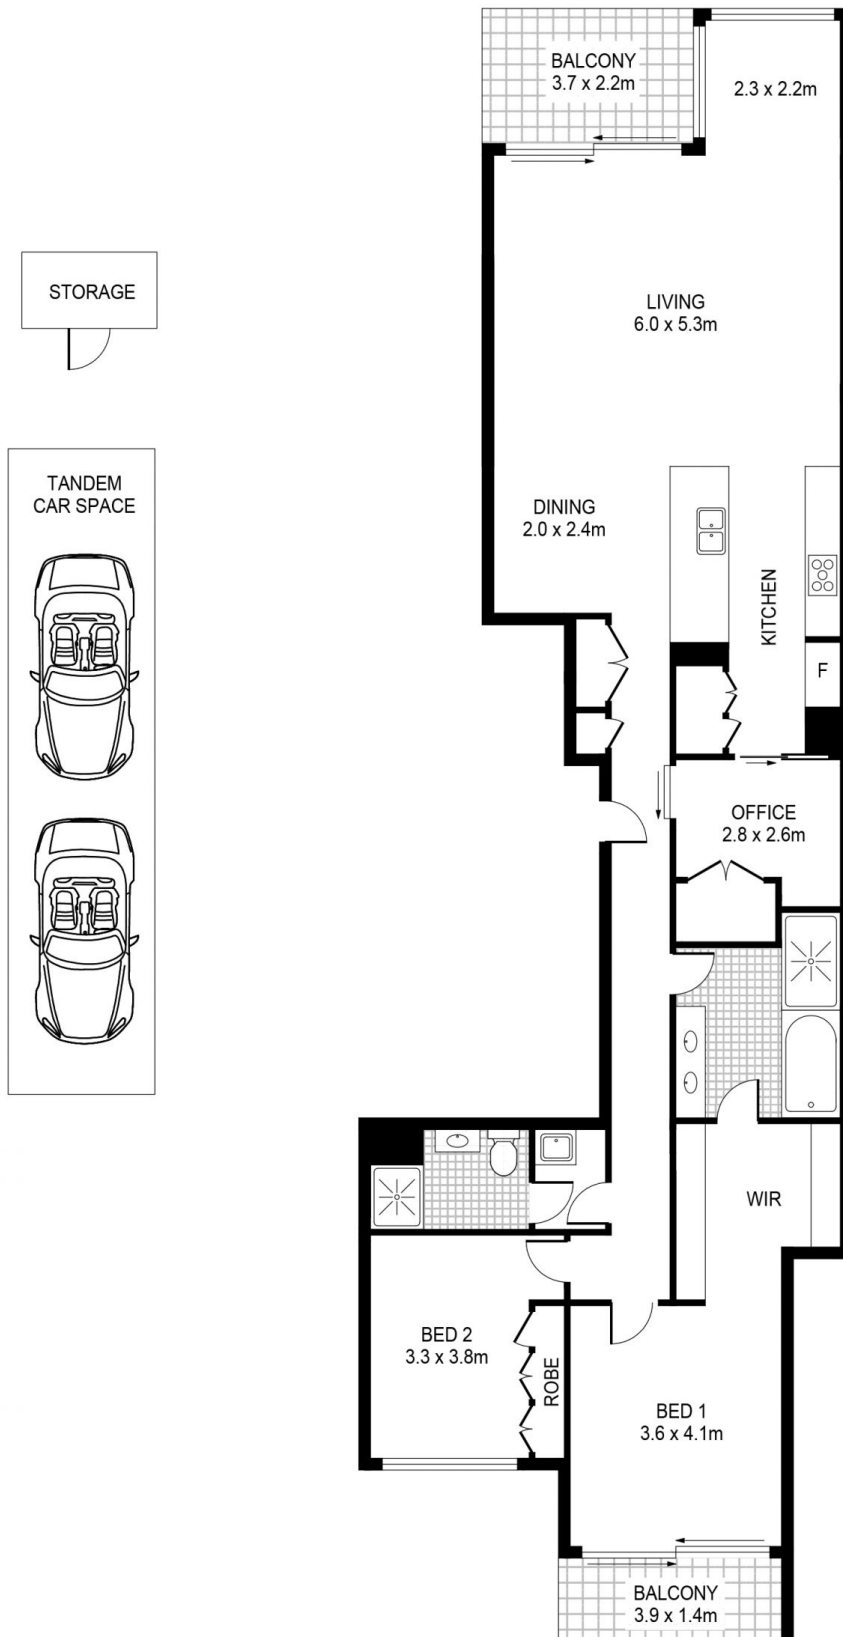 BALCONY
3.7 x 2.2m
2.3 x 2.2m
STORAGE
LIVING
6.0 x 5.3m
TANDEM
CAR SPACE
DINING
2.0 x 2.4m
KITCHEN
F
OFFICE
2.8 x 2.6m
WIR
BED 2
3.3 x 3.8m
ROBE
BED 1
3.6 x 4.1m
BALCONY
3.9 x 1.4m